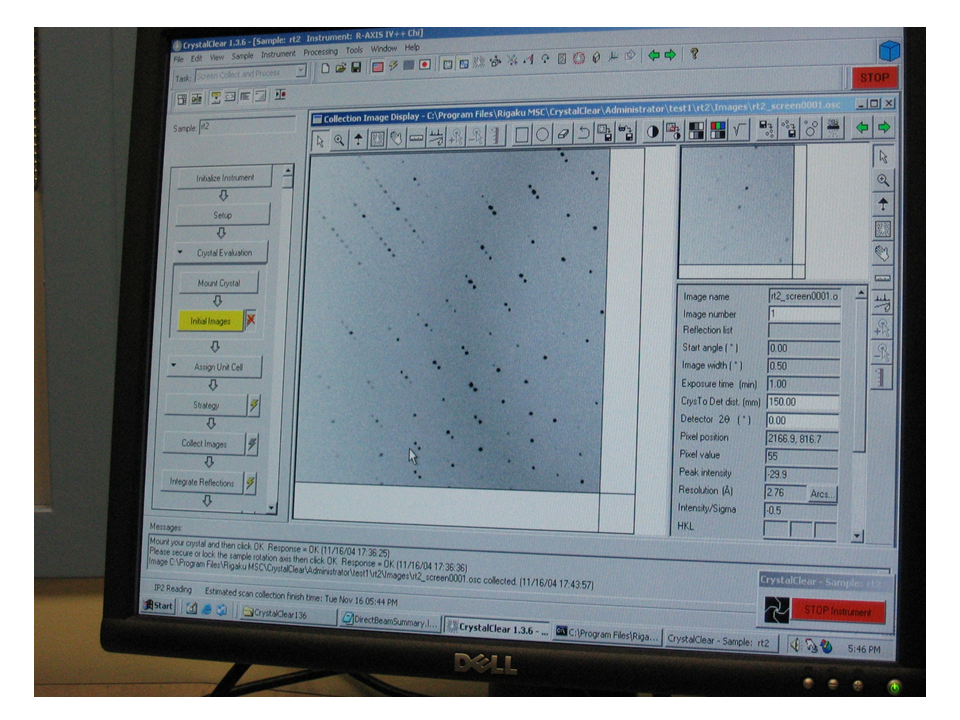 CrystalClear 1.3.6 - [Sample: rt2 Instrument: R-AXIS IV++ Chi]
File Edit View Sample Instrument Processing Tools Window Help
Task: Screen Collect and Process
STOP
Sample: rt2
Collection Image Display - C:\Program Files\Rigaku MSC\CrystalClear\Administrator\test1\rt2\Images\rt2_screen0001.osc
Initialize Instrument
Setup
Crystal Evaluation
Mount Crystal
Initial Images
Assign Unit Cell
Strategy
Collect Images
Integrate Reflections
Image name rt2_screen0001.o
Image number 1
Reflection list
Start angle (°) 0.00
Image width (°) 0.50
Exposure time (min) 1.00
CrysTo Det dist. (mm) 150.00
Detector 2θ (°) 0.00
Pixel position 2166.9, 816.7
Pixel value 55
Peak intensity -29.9
Resolution (Å) 2.76 Arcs...
Intensity/Sigma -0.5
HKL
Messages:
Mount your crystal and then click OK Response = OK (11/16/04 17:36:25)
Please secure or lock the sample rotation axis then click OK. Response = OK (11/16/04 17:36:36)
Image C:\Program Files\Rigaku MSC\CrystalClear\Administrator\test1\rt2\Images\rt2_screen0001.osc collected. (11/16/04 17:43:57)
IP2 Reading Estimated scan collection finish time: Tue Nov 16 05:44 PM
CrystalClear - Sample: rt2
STOP Instrument
Start CrystalClear136 DirectBeamSummary.J... CrystalClear 1.3.6 - ... C:\Program Files\Riga... CrystalClear - Sample: rt2 5:46 PM
DELL